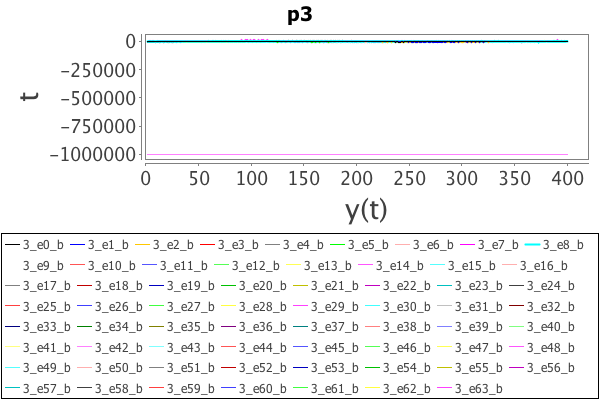 p3
0
−250000
−500000
−750000
−1000000
t
0 50 100 150 200 250 300 350 400
y(t)
3_e0_b 3_e1_b 3_e2_b 3_e3_b 3_e4_b 3_e5_b 3_e6_b 3_e7_b 3_e8_b
3_e9_b 3_e10_b 3_e11_b 3_e12_b 3_e13_b 3_e14_b 3_e15_b 3_e16_b
3_e17_b 3_e18_b 3_e19_b 3_e20_b 3_e21_b 3_e22_b 3_e23_b 3_e24_b
3_e25_b 3_e26_b 3_e27_b 3_e28_b 3_e29_b 3_e30_b 3_e31_b 3_e32_b
3_e33_b 3_e34_b 3_e35_b 3_e36_b 3_e37_b 3_e38_b 3_e39_b 3_e40_b
3_e41_b 3_e42_b 3_e43_b 3_e44_b 3_e45_b 3_e46_b 3_e47_b 3_e48_b
3_e49_b 3_e50_b 3_e51_b 3_e52_b 3_e53_b 3_e54_b 3_e55_b 3_e56_b
3_e57_b 3_e58_b 3_e59_b 3_e60_b 3_e61_b 3_e62_b 3_e63_b